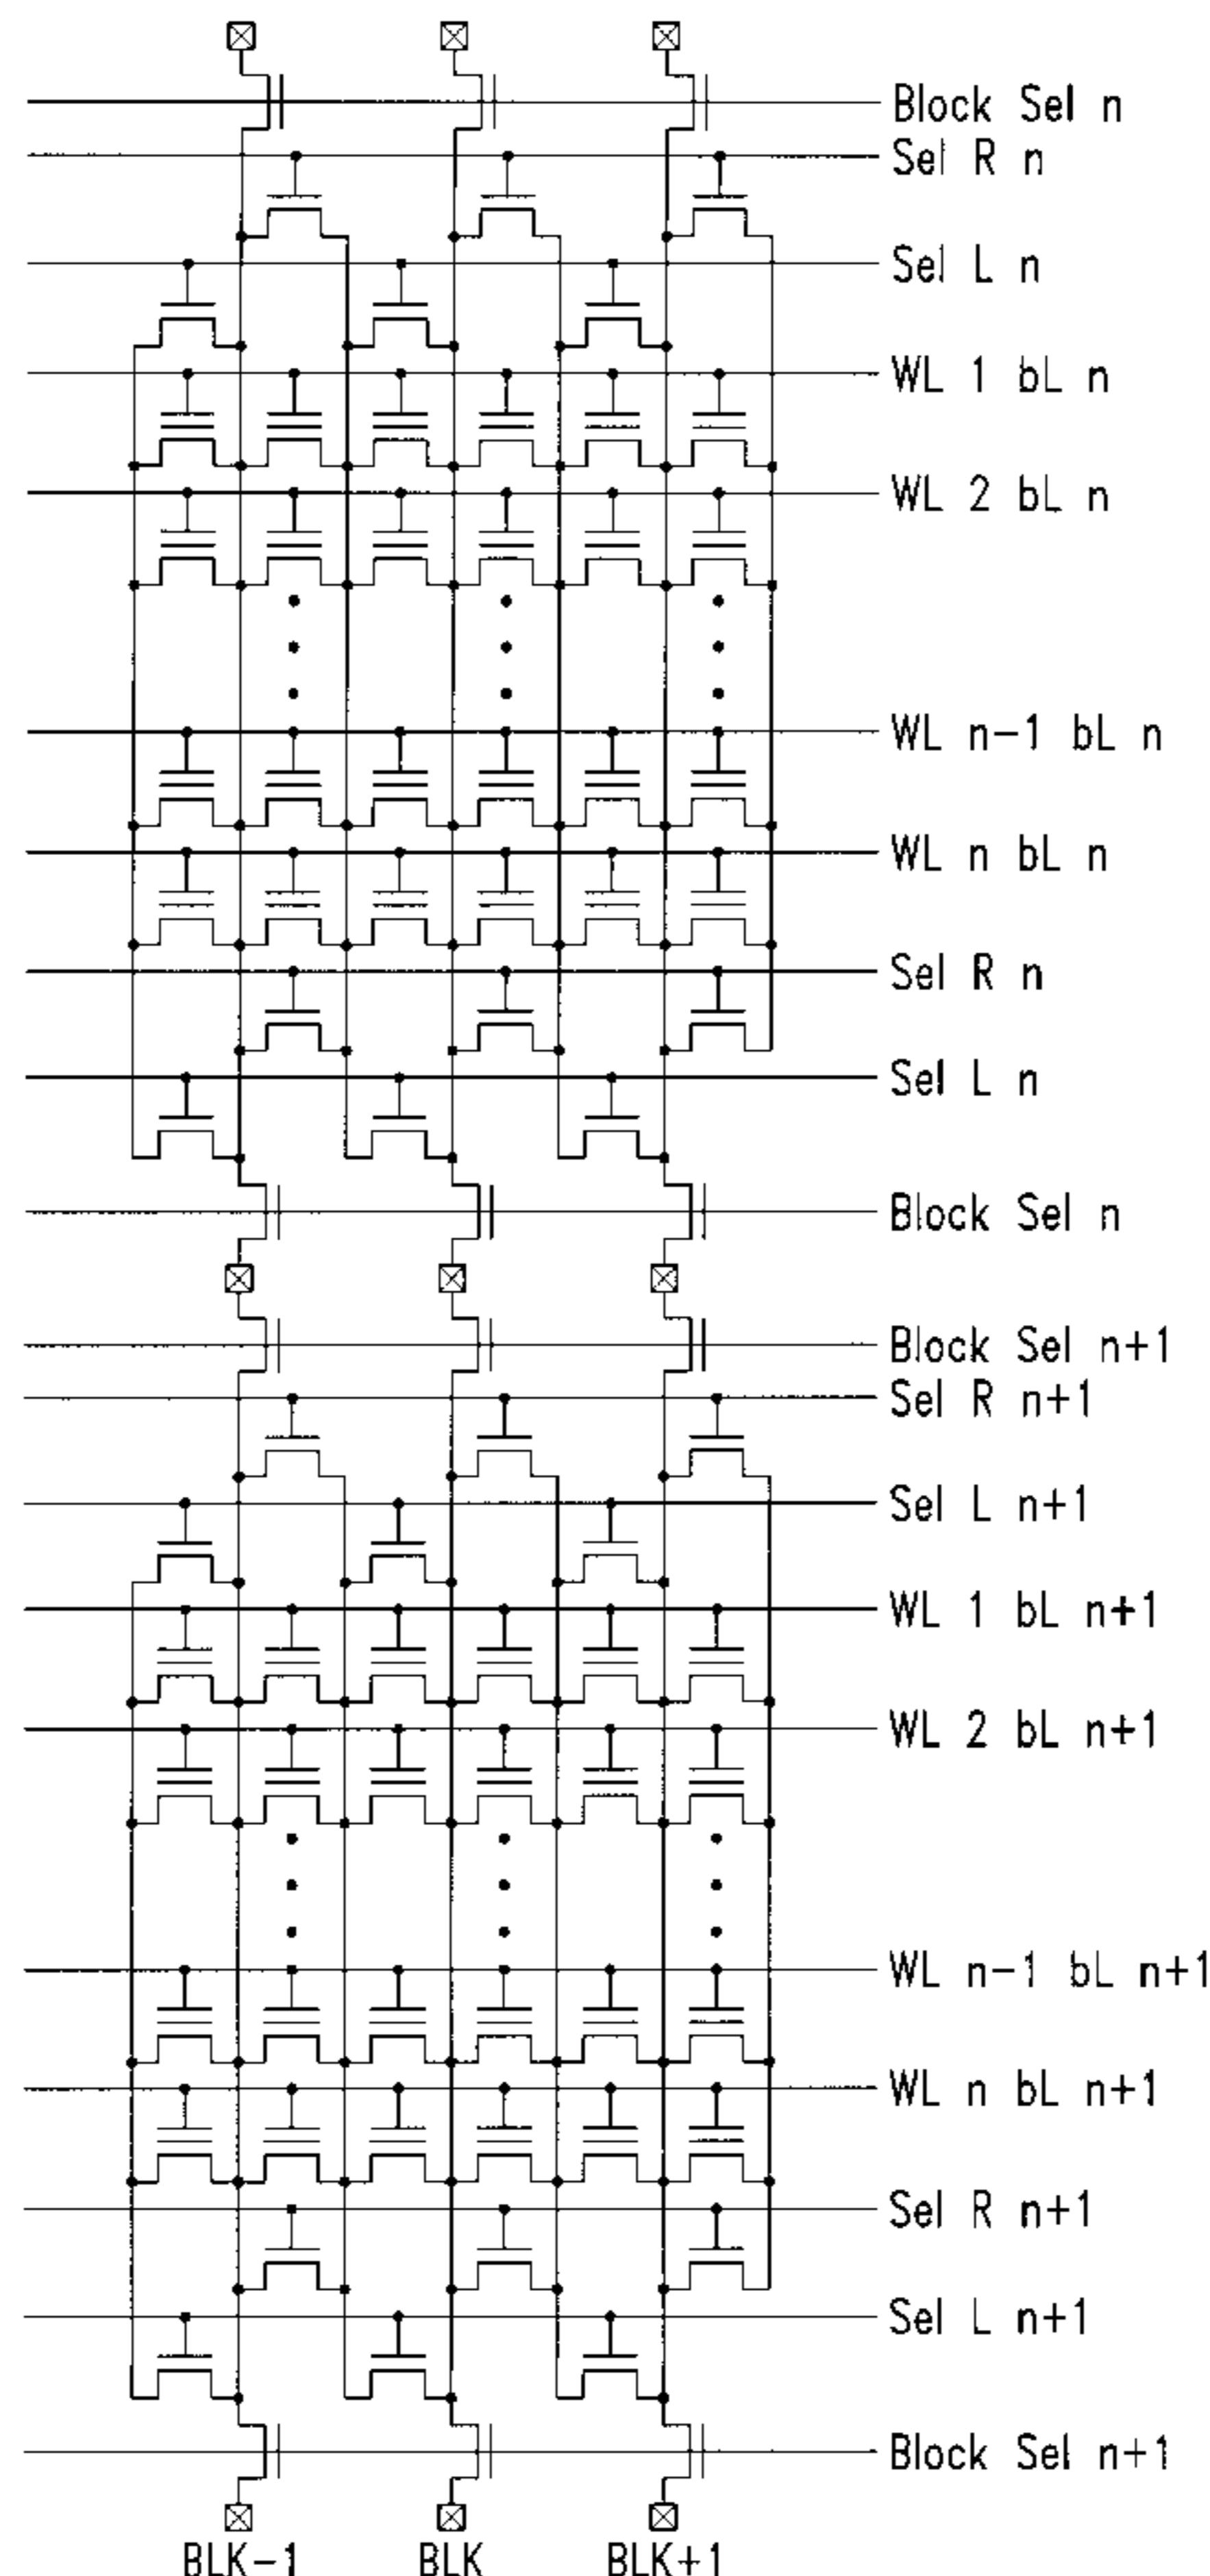 Block Sel n
Sel R n
Sel L n
WL 1 bL n
WL 2 bL n
WL n-1 bL n
WL n bL n
Sel R n
Sel L n
Block Sel n
Block Sel n+1
Sel R n+1
Sel L n+1
WL 1 bL n+1
WL 2 bL n+1
WL n-1 bL n+1
WL n bL n+1
Sel R n+1
Sel L n+1
Block Sel n+1
BLK-1 BLK BLK+1